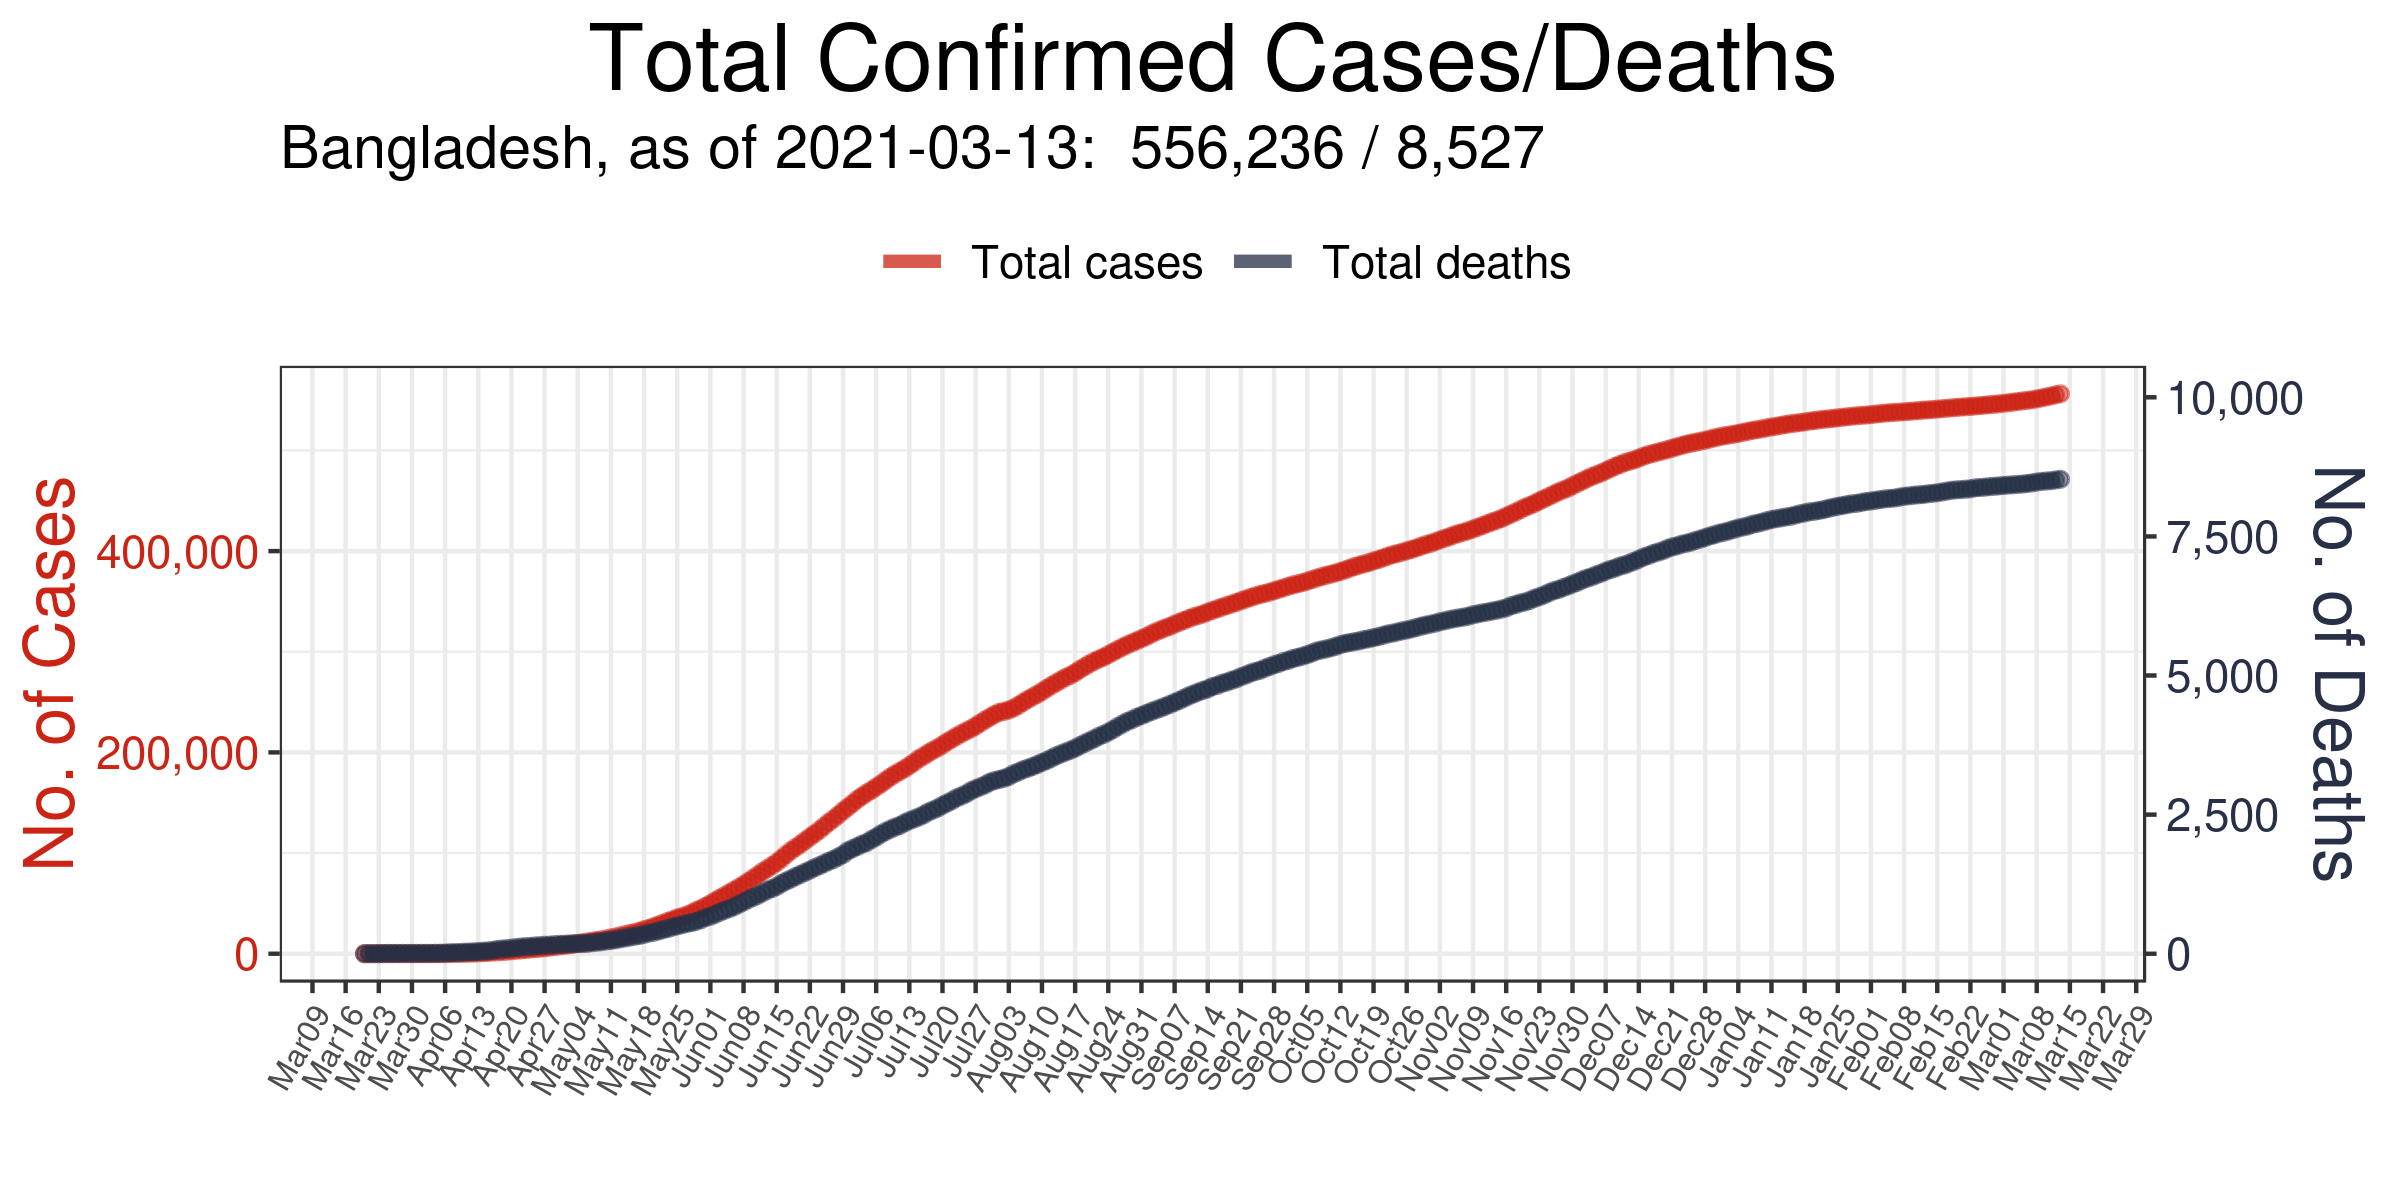 Total Confirmed Cases/Deaths
Bangladesh, as of 2021-03-13:  556,236 / 8,527
Total cases
Total deaths
No. of Cases
400,000
200,000
0
10,000
7,500
5,000
2,500
0
No. of Deaths
Mar09
Mar16
Mar23
Mar30
Apr06
Apr13
Apr20
Apr27
May04
May11
May18
May25
Jun01
Jun08
Jun15
Jun22
Jun29
Jul06
Jul13
Jul20
Jul27
Aug03
Aug10
Aug17
Aug24
Aug31
Sep07
Sep14
Sep21
Sep28
Oct05
Oct12
Oct19
Oct26
Nov02
Nov09
Nov16
Nov23
Nov30
Dec07
Dec14
Dec21
Dec28
Jan04
Jan11
Jan18
Jan25
Feb01
Feb08
Feb15
Feb22
Mar01
Mar08
Mar15
Mar22
Mar29